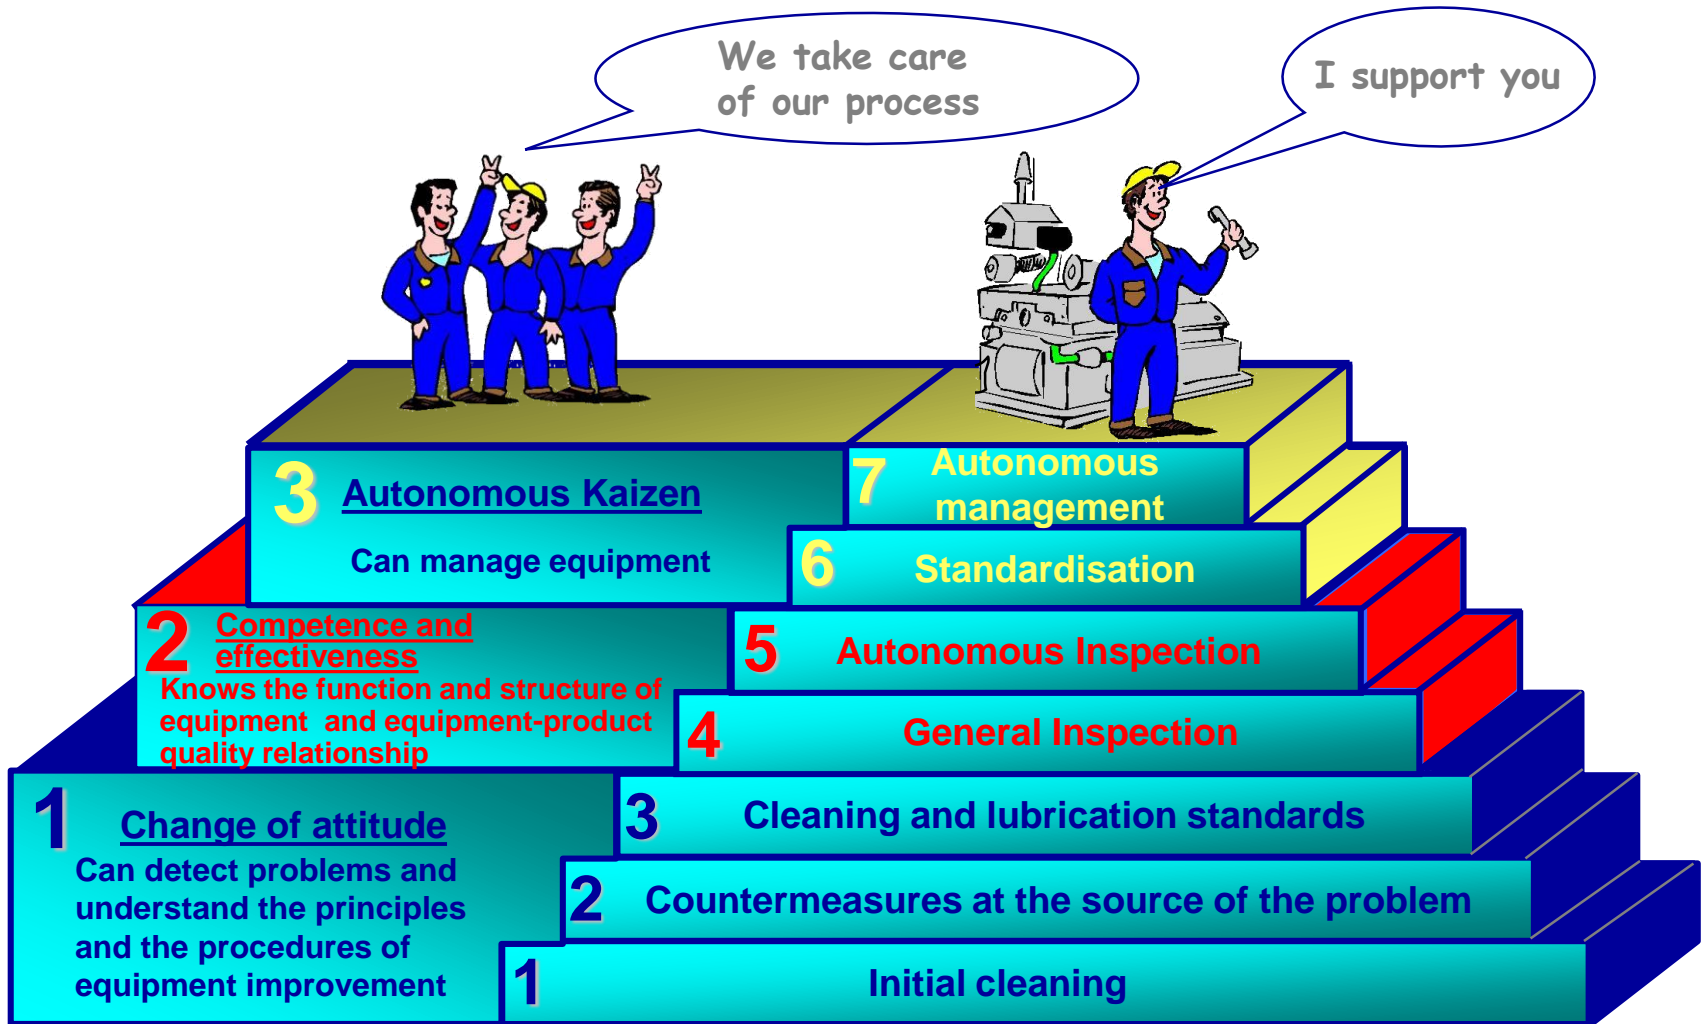 We take care
of our process
I support you
3 Autonomous Kaizen
Can manage equipment
7 Autonomous
management
6 Standardisation
2 Competence and
effectiveness
Knows the function and structure of
equipment and equipment-product
quality relationship
5 Autonomous Inspection
4 General Inspection
1 Change of attitude
Can detect problems and
understand the principles
and the procedures of
equipment improvement
3 Cleaning and lubrication standards
2 Countermeasures at the source of the problem
1 Initial cleaning